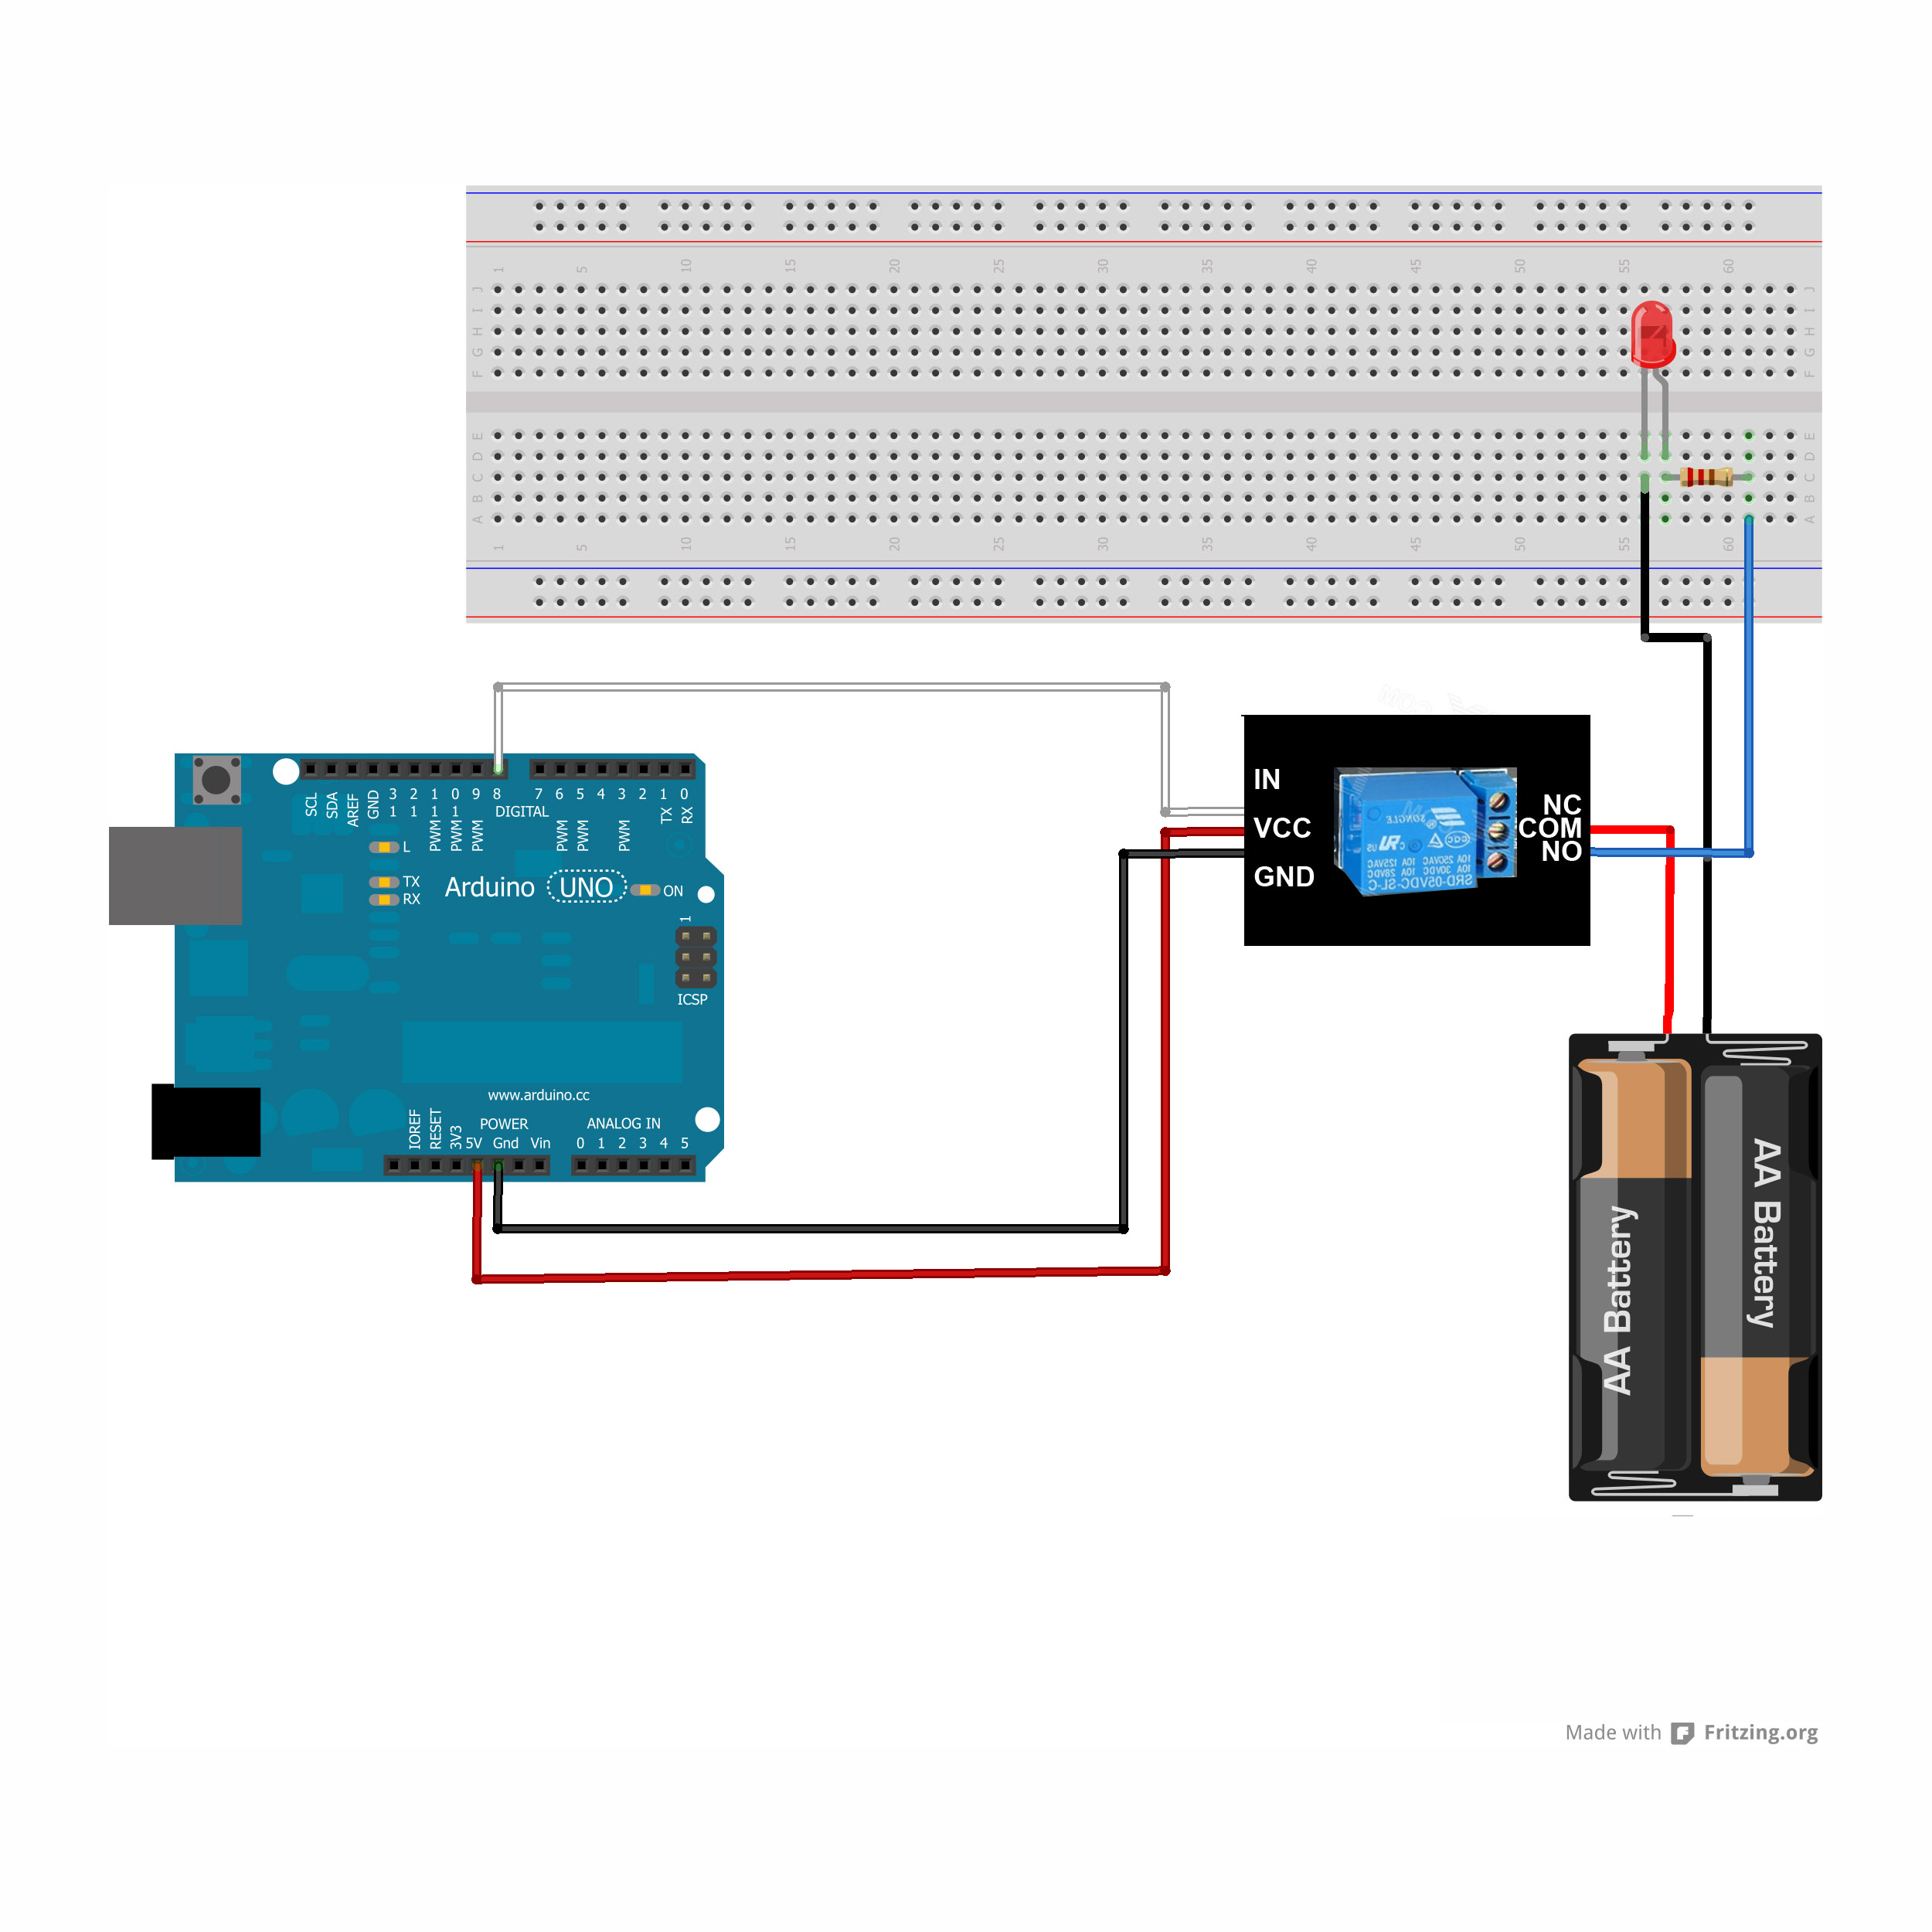 1 5 10 15 20 25 30 35 40 45 50 55 60
J J
I I
H H
G G
F F
E E
D D
C C
B B
A A
1 5 10 15 20 25 30 35 40 45 50 55 60
SCL SDA AREF GND 13 12 11 10 9 8 7 6 5 4 3 2 1 0
PWM PWM PWM DIGITAL PWM PWM PWM TX RX
L
TX
RX
Arduino UNO ON
1
ICSP
www.arduino.cc
POWER ANALOG IN
IOREF RESET 3V3 5V Gnd Vin 0 1 2 3 4 5
IN
VCC
GND
NC
COM
NO
SONGLE
10A 250VAC 10A 125VAC
10A 30VDC 10A 28VDC
SRD-05VDC-SL-C
AA Battery
AA Battery
Made with Fritzing.org